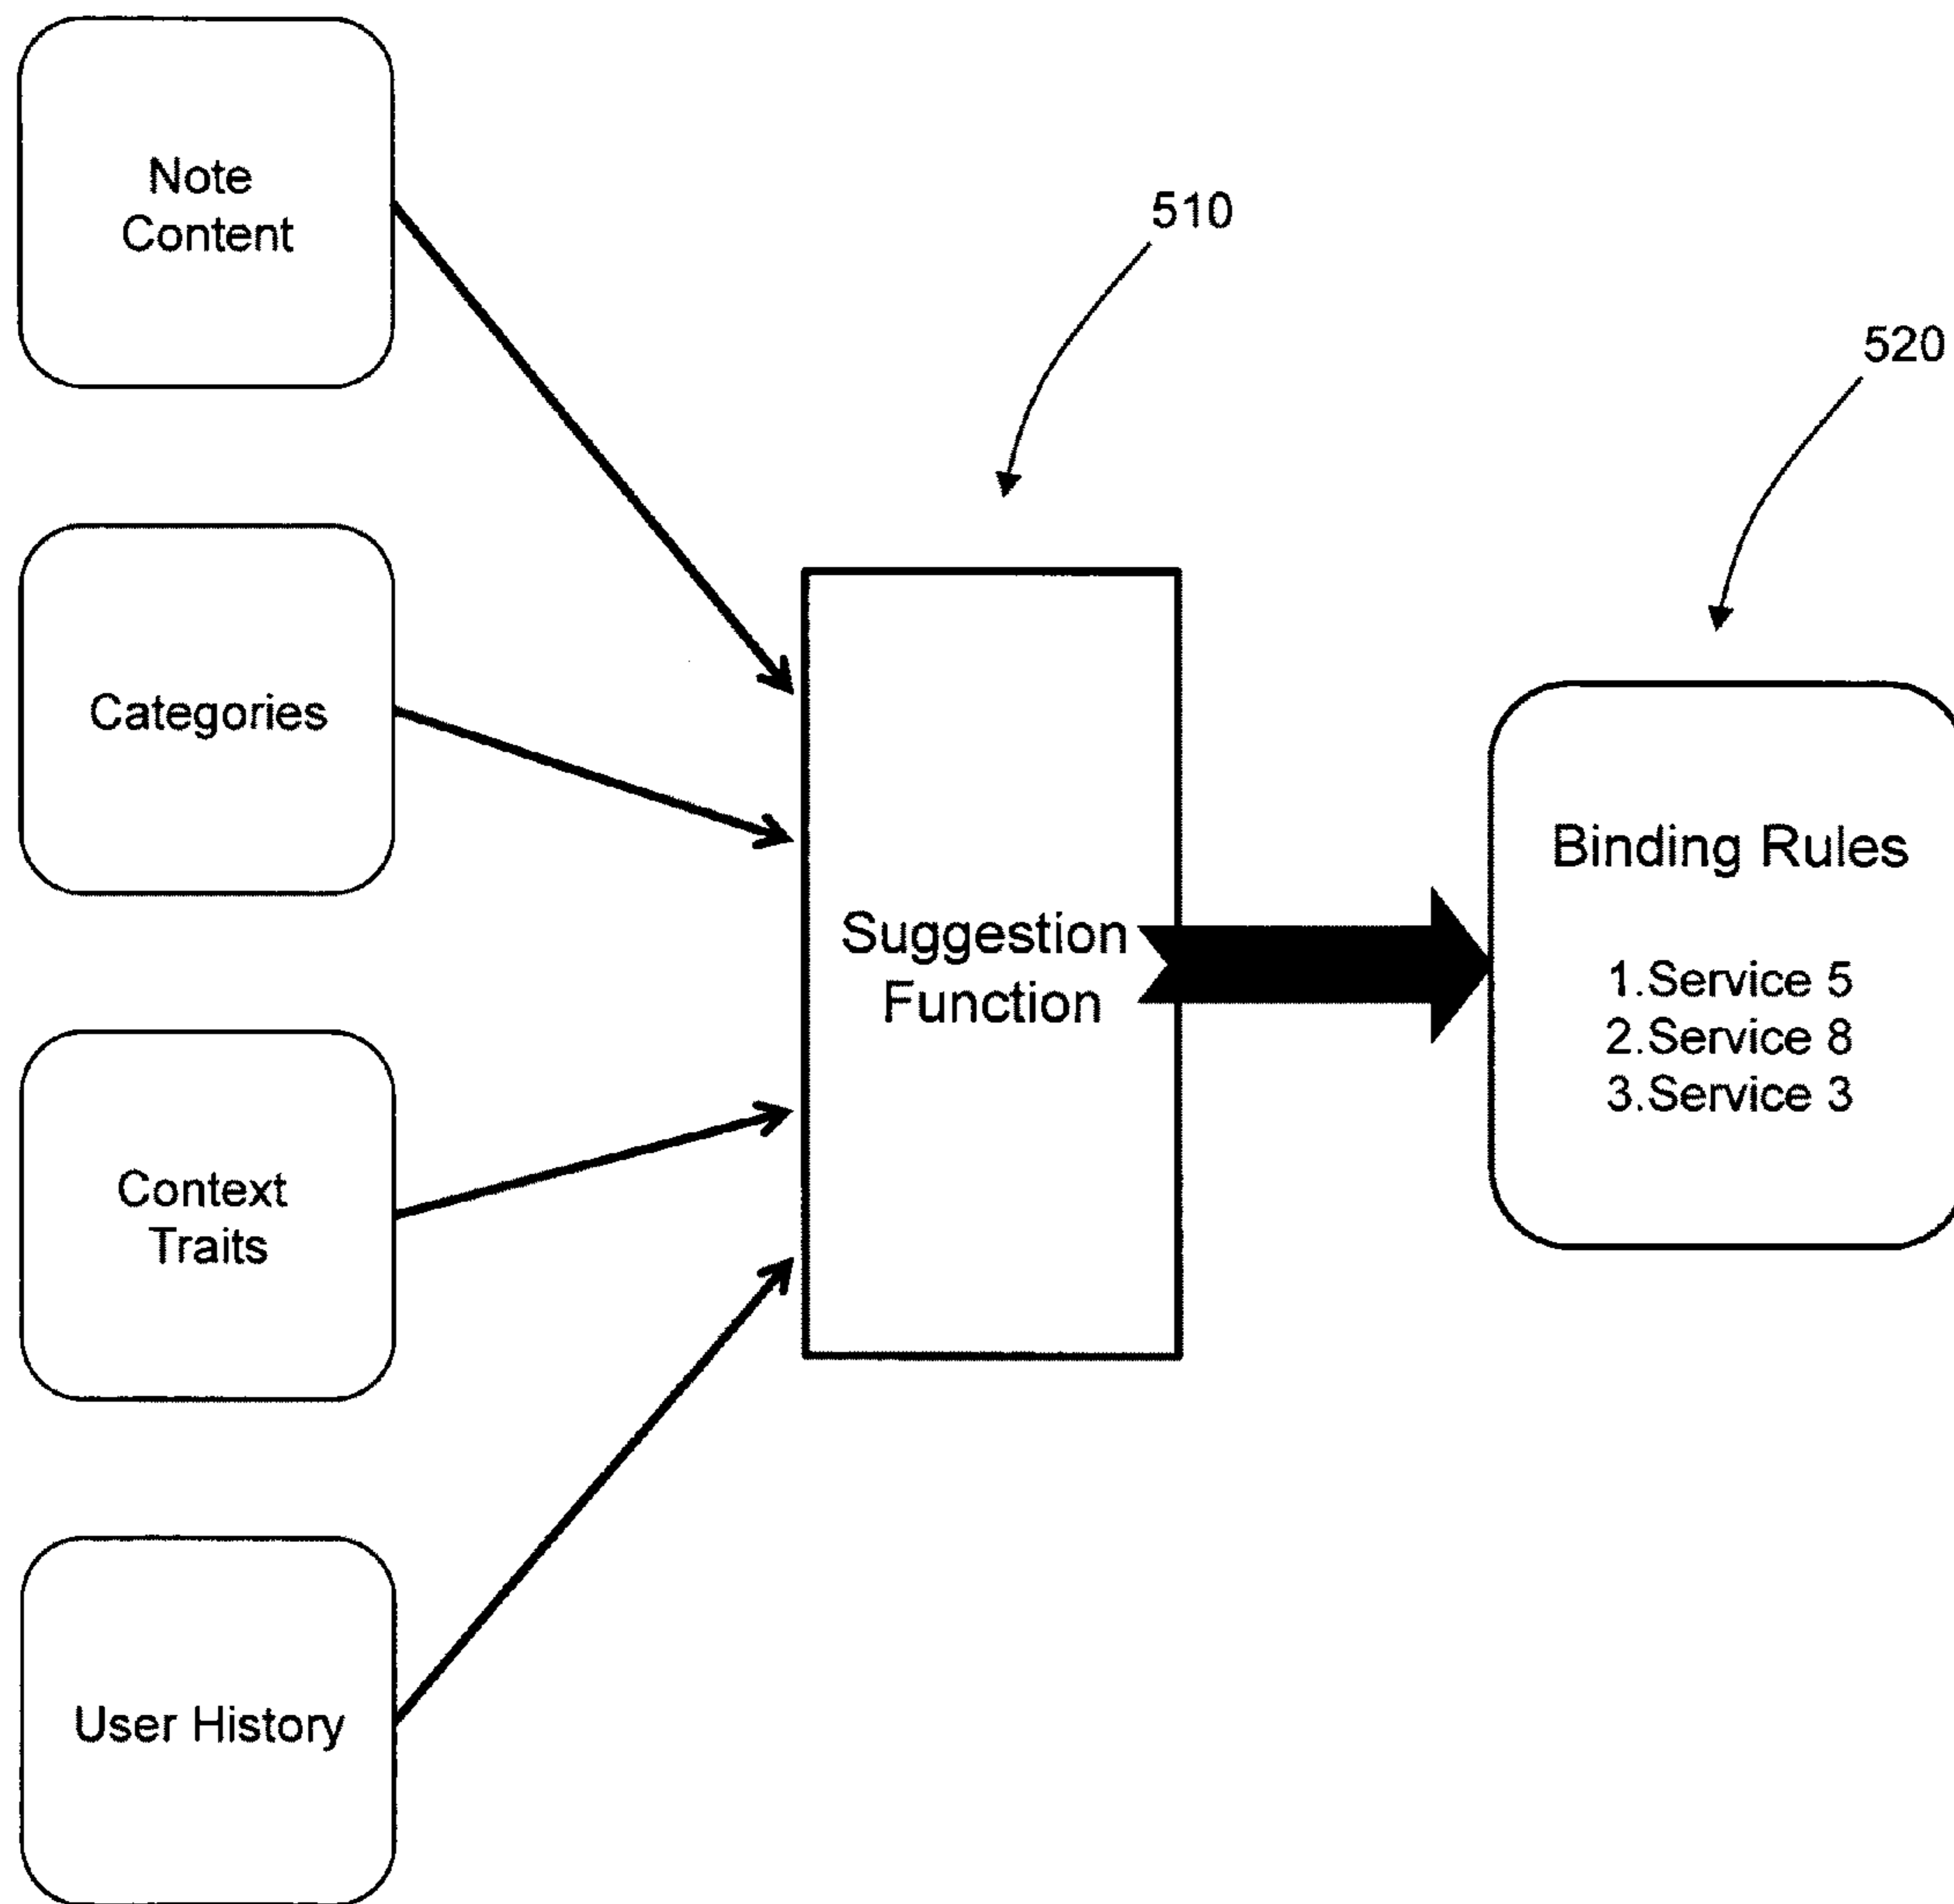 Note
Content
510
520
Categories
Suggestion
Function
Binding Rules
1.Service 5
2.Service 8
3.Service 3
Context
Traits
User History